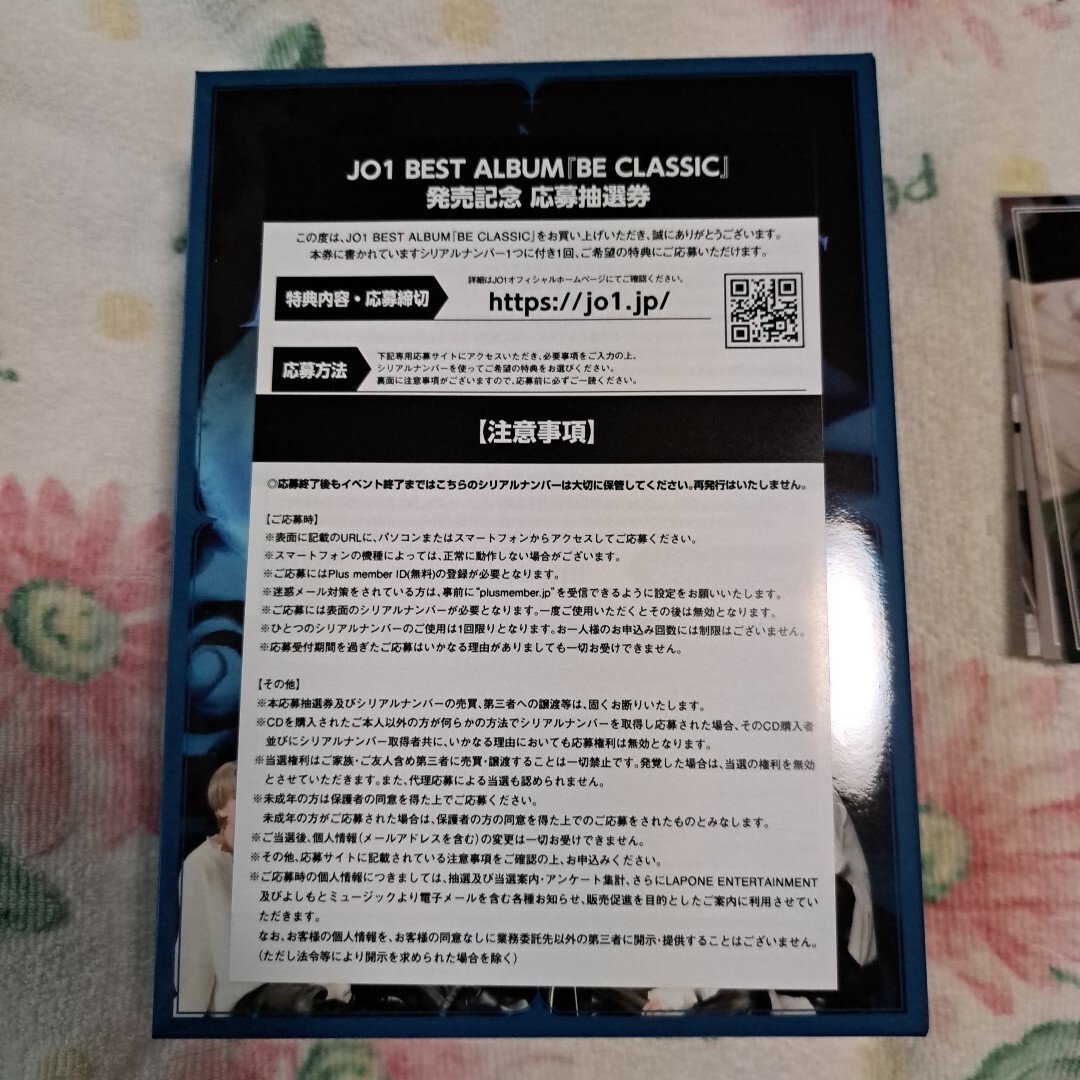 JO1 BEST ALBUM『BE CLASSIC』
発売記念 応募抽選券
この度は、JO1 BEST ALBUM『BE CLASSIC』をお買い上げいただき、誠にありがとうございます。
本券に書かれていますシリアルナンバー1つに付き1回、ご希望の特典にご応募いただけます。
特典内容・応募締切
詳細はJO1オフィシャルホームページにてご確認ください。
https://jo1.jp/
応募方法
下記専用応募サイトにアクセスいただき、必要事項をご入力の上、
シリアルナンバーを使ってご希望の特典をお選びください。
裏面に注意事項がございますので、応募前に必ずご一読ください。
【注意事項】
◎応募終了後もイベント終了まではこちらのシリアルナンバーは大切に保管してください。再発行はいたしません。
【ご応募時】
※表面に記載のURLに、パソコンまたはスマートフォンからアクセスしてご応募ください。
※スマートフォンの機種によっては、正常に動作しない場合がございます。
※ご応募にはPlus member ID(無料)の登録が必要となります。
※迷惑メール対策をされている方は、事前に"plusmember.jp"を受信できるように設定をお願いいたします。
※ご応募には表面のシリアルナンバーが必要となります。一度ご使用いただくとその後は無効となります。
※ひとつのシリアルナンバーのご使用は1回限りとなります。お一人様のお申込み回数には制限はございません。
※応募受付期間を過ぎたご応募はいかなる理由がありましても一切お受けできません。
【その他】
※本応募抽選券及びシリアルナンバーの売買、第三者への譲渡等は、固くお断りいたします。
※CDを購入されたご本人以外の方が何らかの方法でシリアルナンバーを取得し応募された場合、そのCD購入者
並びにシリアルナンバー取得者共に、いかなる理由においても応募権利は無効となります。
※当選権利はご家族・ご友人含め第三者に売買・譲渡することは一切禁止です。発覚した場合は、当選の権利を無効
とさせていただきます。また、代理応募による当選も認められません。
※未成年の方は保護者の同意を得た上でご応募ください。
未成年の方がご応募された場合は、保護者の方の同意を得た上でのご応募をされたものとみなします。
※ご当選後、個人情報(メールアドレスを含む)の変更は一切お受けできません。
※その他、応募サイトに記載されている注意事項をご確認の上、お申込みください。
※ご応募時の個人情報につきましては、抽選及び当選案内・アンケート集計、さらにLAPONE ENTERTAINMENT
及びよしもとミュージックより電子メールを含む各種お知らせ、販売促進を目的としたご案内に利用させてい
ただきます。
なお、お客様の個人情報を、お客様の同意なしに業務委託先以外の第三者に開示・提供することはございません。
(ただし法令等により開示を求められた場合を除く)